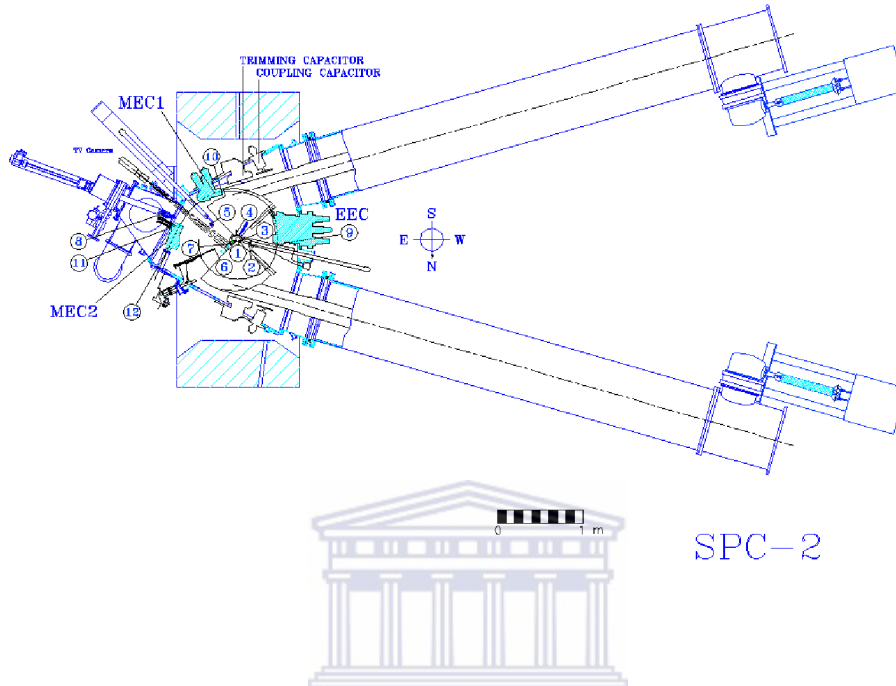 TRIMMING CAPACITOR
COUPLING CAPACITOR
MEC1
TV Camera
10
5
4
EEC
3
9
S
E W
N
8
11
7
1
6
2
MEC2
12
0 1 m
SPC-2